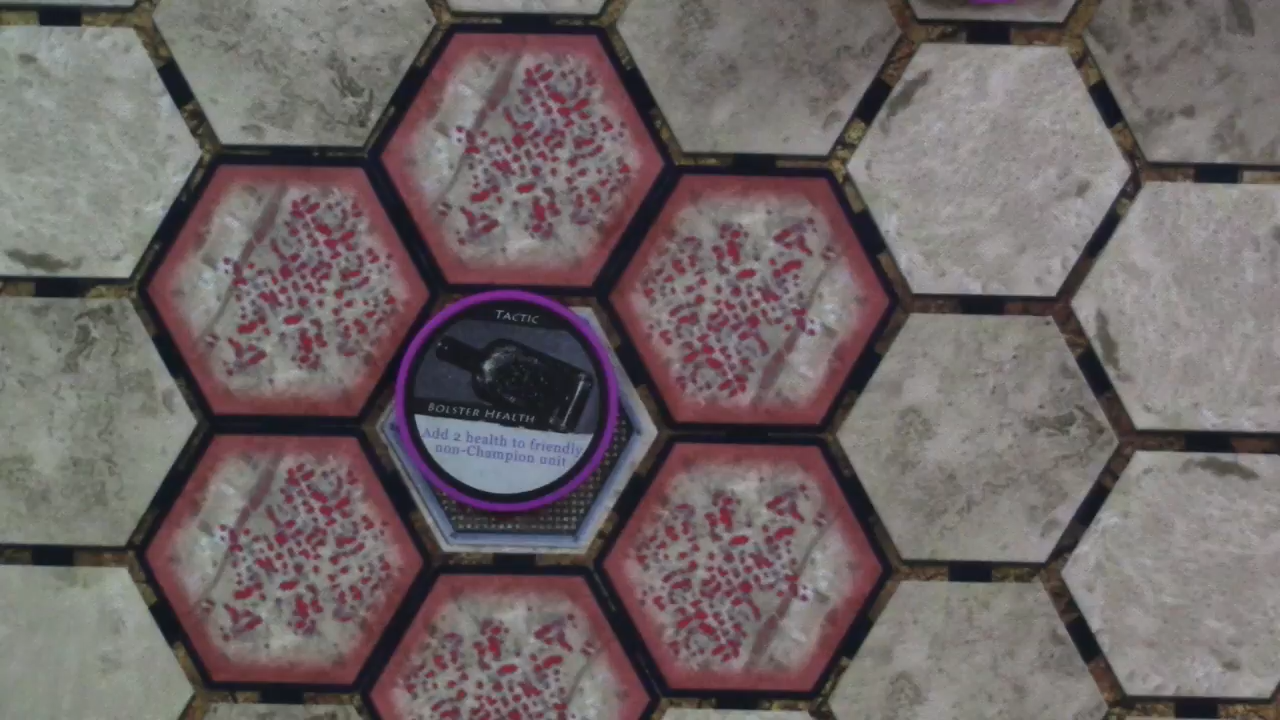 TACTIC
BOLSTER HEALTH
Add 2 health to friendly
non-Champion unit